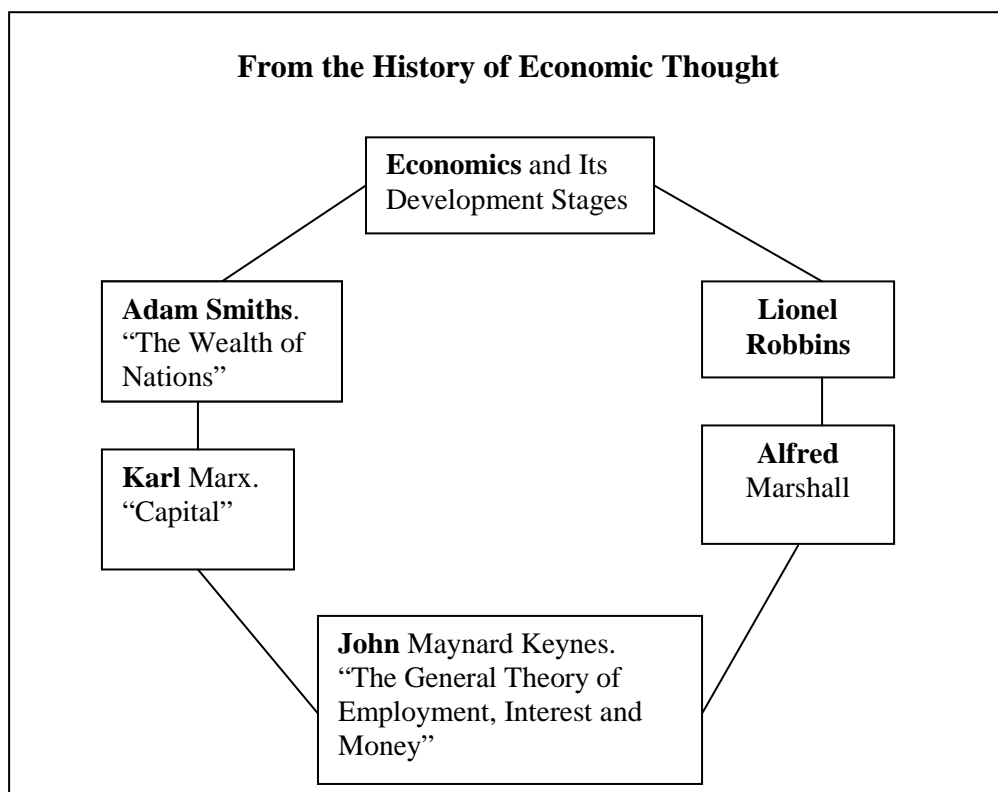 From the History of Economic Thought
Economics and Its
Development Stages
Adam Smiths.
“The Wealth of
Nations”
Lionel
Robbins
Karl Marx.
“Capital”
Alfred
Marshall
John Maynard Keynes.
“The General Theory of
Employment, Interest and
Money”